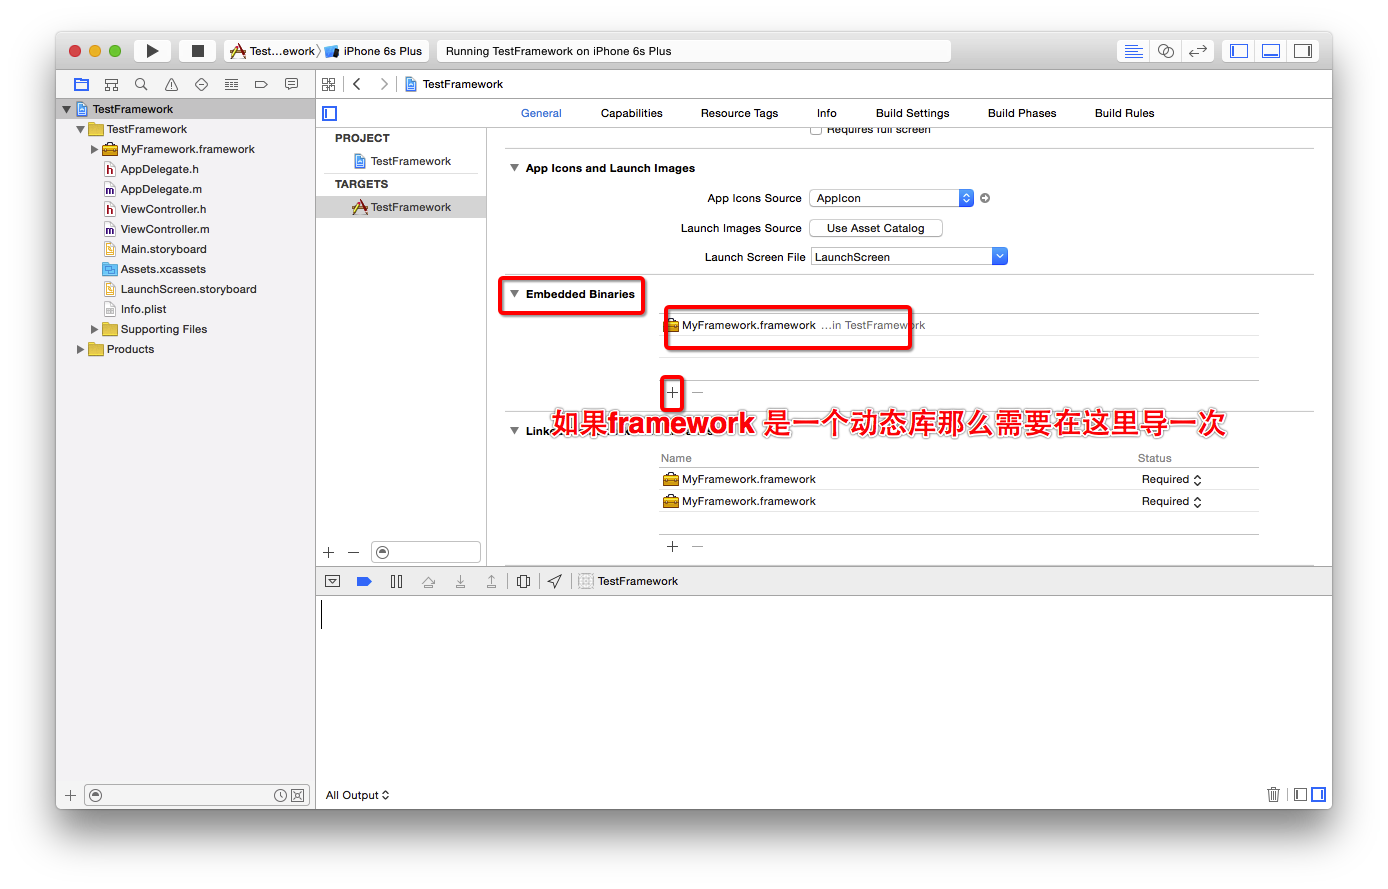 Test...ework
iPhone 6s Plus
Running TestFramework on iPhone 6s Plus
TestFramework
TestFramework
General
Capabilities
Resource Tags
Info
Build Settings
Build Phases
Build Rules
TestFramework
MyFramework.framework
AppDelegate.h
AppDelegate.m
ViewController.h
ViewController.m
Main.storyboard
Assets.xcassets
LaunchScreen.storyboard
Info.plist
Supporting Files
Products
PROJECT
TestFramework
TARGETS
TestFramework
Requires full screen
App Icons and Launch Images
App Icons Source
AppIcon
Launch Images Source
Use Asset Catalog
Launch Screen File
LaunchScreen
Embedded Binaries
MyFramework.framework ...in TestFramework
如果framework 是一个动态库那么需要在这里导一次
Name
Status
MyFramework.framework
Required
MyFramework.framework
Required
TestFramework
All Output